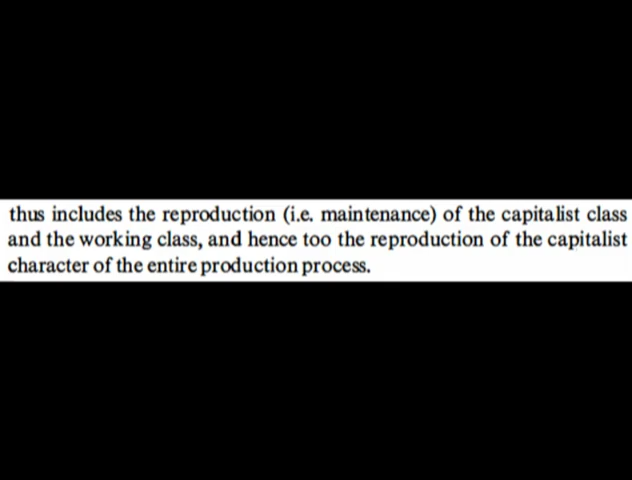 thus includes the reproduction (i.e. maintenance) of the capitalist class
and the working class, and hence too the reproduction of the capitalist
character of the entire production process.